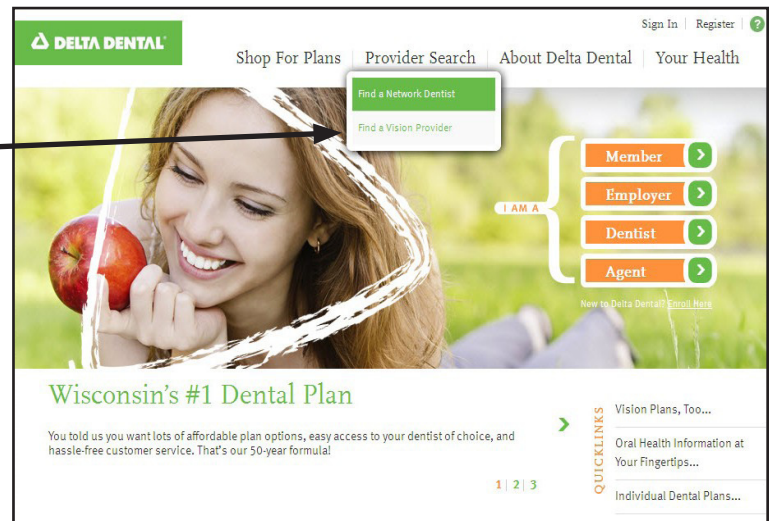 Sign In | Register | ?
DELTA DENTAL
Shop For Plans | Provider Search | About Delta Dental | Your Health
Find a Network Dentist
Find a Vision Provider
I AM A
Member
Employer
Dentist
Agent
New to Delta Dental? Enroll Here
Wisconsin's #1 Dental Plan
You told us you want lots of affordable plan options, easy access to your dentist of choice, and
hassle-free customer service. That's our 50-year formula!
1 | 2 | 3
QUICKLINKS
Vision Plans, Too...
Oral Health Information at
Your Fingertips...
Individual Dental Plans...